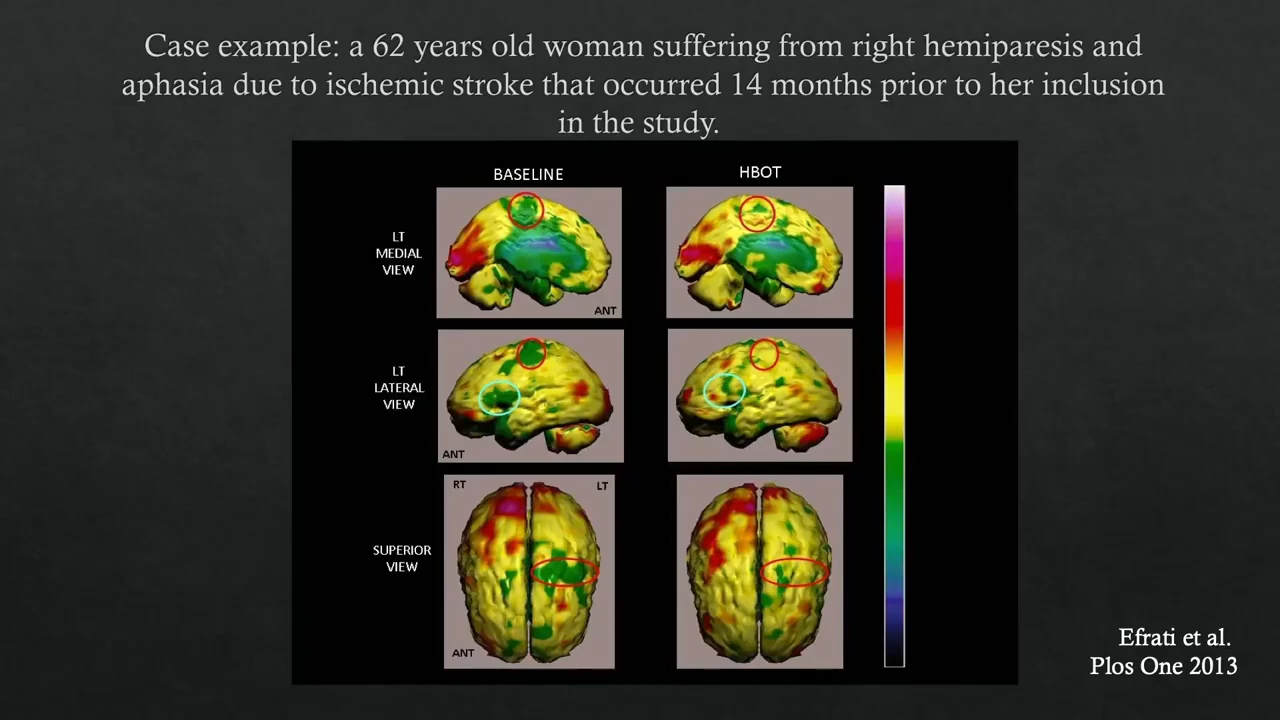 Case example: a 62 years old woman suffering from right hemiparesis and
aphasia due to ischemic stroke that occurred 14 months prior to her inclusion
in the study.
BASELINE
HBOT
LT
MEDIAL
VIEW
ANT
LT
LATERAL
VIEW
ANT
RT
LT
SUPERIOR
VIEW
ANT
Efrati et al.
Plos One 2013